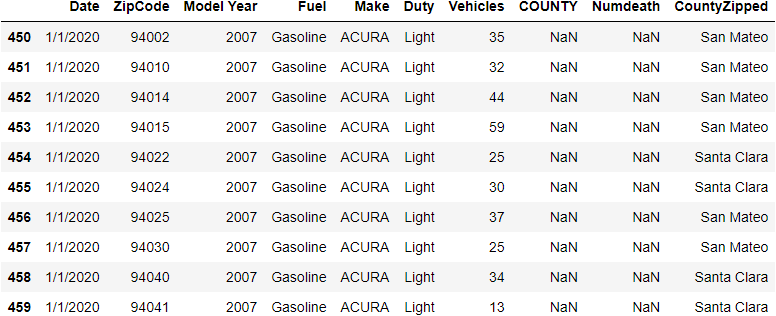 Date ZipCode Model Year Fuel Make Duty Vehicles COUNTY Numdeath CountyZipped
450 1/1/2020 94002 2007 Gasoline ACURA Light 35 NaN NaN San Mateo
451 1/1/2020 94010 2007 Gasoline ACURA Light 32 NaN NaN San Mateo
452 1/1/2020 94014 2007 Gasoline ACURA Light 44 NaN NaN San Mateo
453 1/1/2020 94015 2007 Gasoline ACURA Light 59 NaN NaN San Mateo
454 1/1/2020 94022 2007 Gasoline ACURA Light 25 NaN NaN Santa Clara
455 1/1/2020 94024 2007 Gasoline ACURA Light 30 NaN NaN Santa Clara
456 1/1/2020 94025 2007 Gasoline ACURA Light 37 NaN NaN San Mateo
457 1/1/2020 94030 2007 Gasoline ACURA Light 25 NaN NaN San Mateo
458 1/1/2020 94040 2007 Gasoline ACURA Light 34 NaN NaN Santa Clara
459 1/1/2020 94041 2007 Gasoline ACURA Light 13 NaN NaN Santa Clara